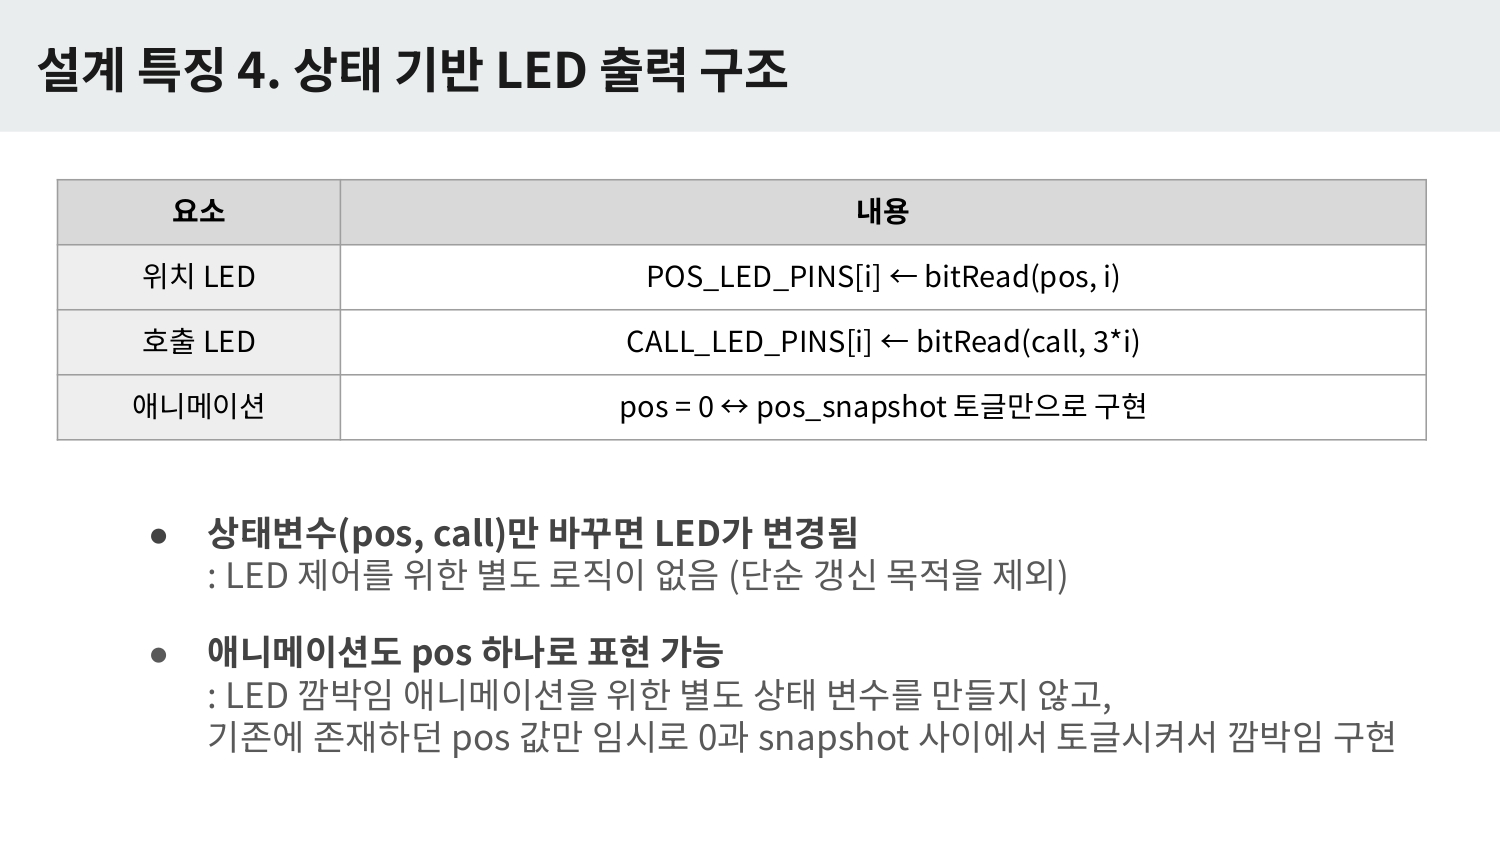 설계 특징 4. 상태 기반 LED 출력 구조
요소 내용
위치 LED POS_LED_PINS[i] ← bitRead(pos, i)
호출 LED CALL_LED_PINS[i] ← bitRead(call, 3*i)
애니메이션 pos = 0 ↔ pos_snapshot 토글만으로 구현
● 상태변수(pos, call)만 바꾸면 LED가 변경됨
: LED 제어를 위한 별도 로직이 없음 (단순 갱신 목적을 제외)
● 애니메이션도 pos 하나로 표현 가능
: LED 깜박임 애니메이션을 위한 별도 상태 변수를 만들지 않고,
기존에 존재하던 pos 값만 임시로 0과 snapshot 사이에서 토글시켜서 깜박임 구현